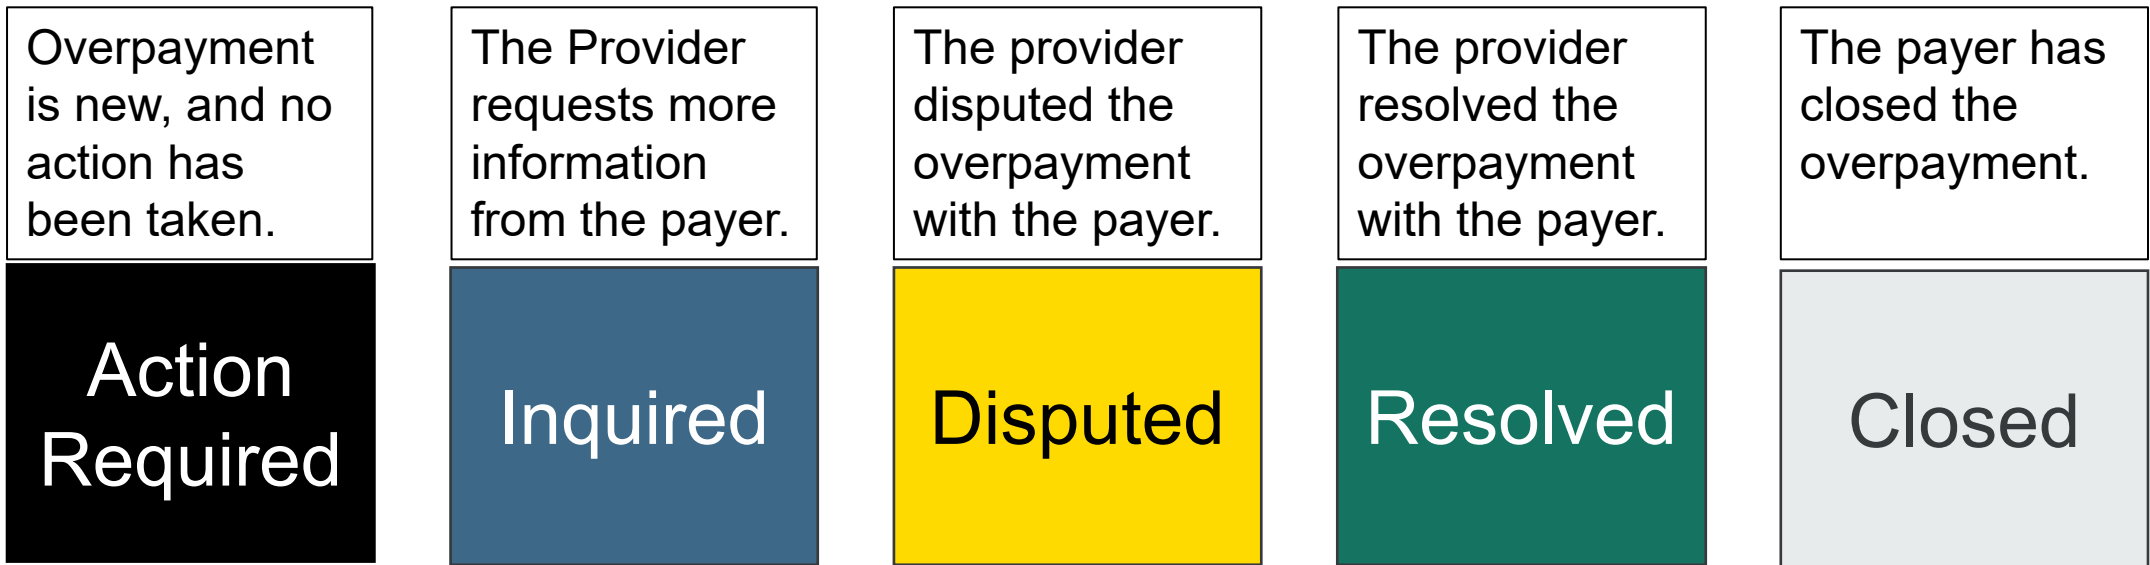 Overpayment
is new, and no
action has
been taken.
Action
Required
The Provider
requests more
information
from the payer.
Inquired
The provider
disputed the
overpayment
with the payer.
Disputed
The provider
resolved the
overpayment
with the payer.
Resolved
The payer has
closed the
overpayment.
Closed